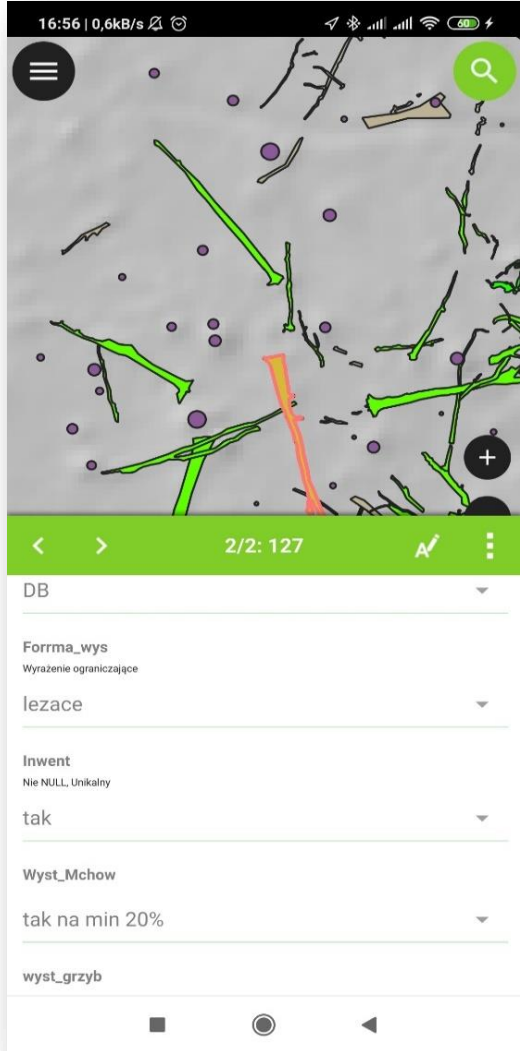 16:56 | 0,6kB/s
60
2/2: 127
DB
Forrma_wys
Wyrażenie ograniczające
lezace
Inwent
Nie NULL, Unikalny
tak
Wyst_Mchow
tak na min 20%
wyst_grzyb